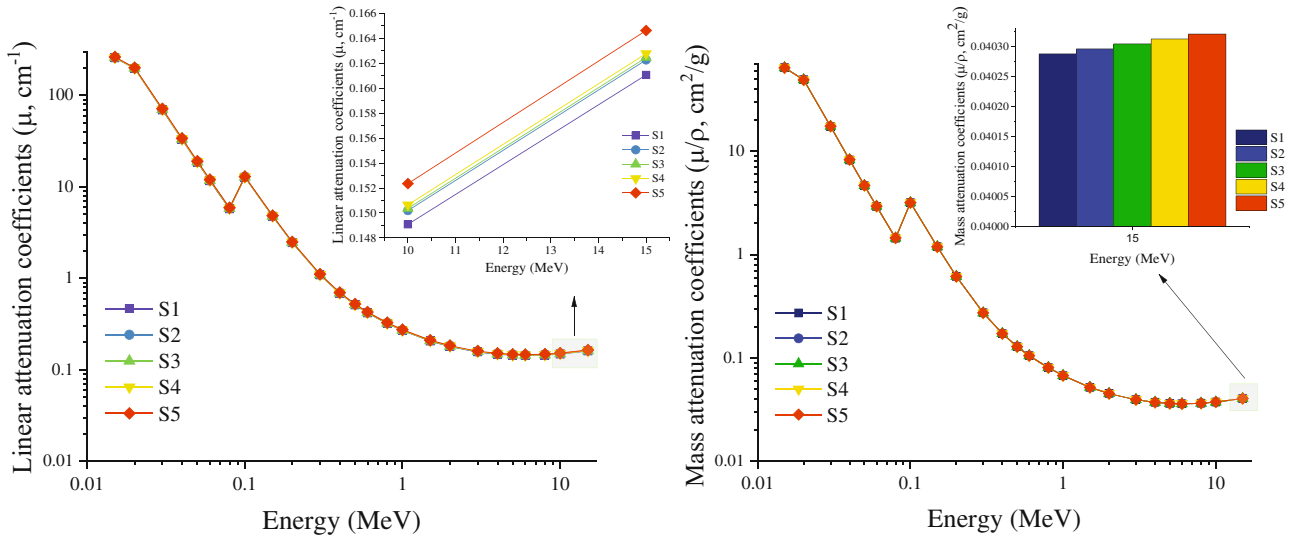 Linear attenuation coefficients (μ, cm⁻¹)
100
10
1
0.1
0.01
0.01
0.1
1
10
Energy (MeV)
S1
S2
S3
S4
S5
Linear attenuation coefficients (μ, cm⁻¹)
0.166
0.164
0.162
0.160
0.158
0.156
0.154
0.152
0.150
0.148
10 11 12 13 14 15
Energy (MeV)
S1
S2
S3
S4
S5
Mass attenuation coefficients (μ/ρ, cm²/g)
10
1
0.1
0.01
0.01
0.1
1
10
Energy (MeV)
S1
S2
S3
S4
S5
Mass attenuation coefficients (μ/ρ, cm²/g)
0.04030
0.04025
0.04020
0.04015
0.04010
0.04005
0.04000
15
Energy (MeV)
S1
S2
S3
S4
S5